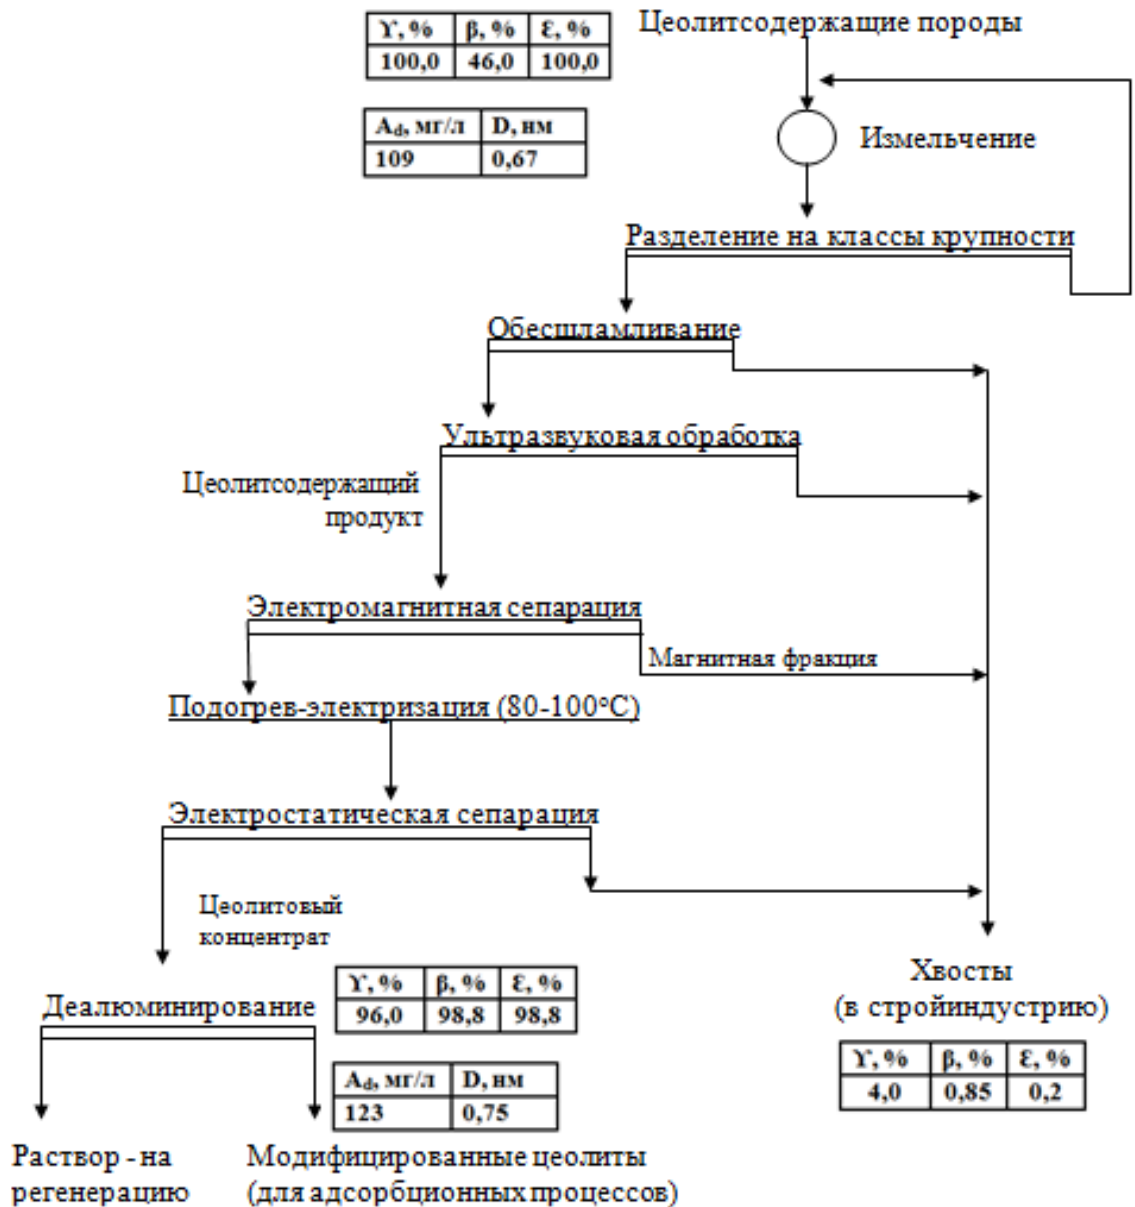 ϒ, % β, % Ɛ, %
100,0 46,0 100,0
Цеолитсодержащие породы
Aд, мг/л D, нм
109 0,67
Измельчение
Разделение на классы крупности
Обесшламливание
Ультразвуковая обработка
Цеолитсодержащий
продукт
Электромагнитная сепарация
Магнитная фракция
Подогрев-электризация (80-100°С)
Электростатическая сепарация
Цеолитовый
концентрат
Деалюминирование
ϒ, % β, % Ɛ, %
96,0 98,8 98,8
Aд, мг/л D, нм
123 0,75
Хвосты
(в стройиндустрию)
ϒ, % β, % Ɛ, %
4,0 0,85 0,2
Раствор - на
регенерацию
Модифицированные цеолиты
(для адсорбционных процессов)